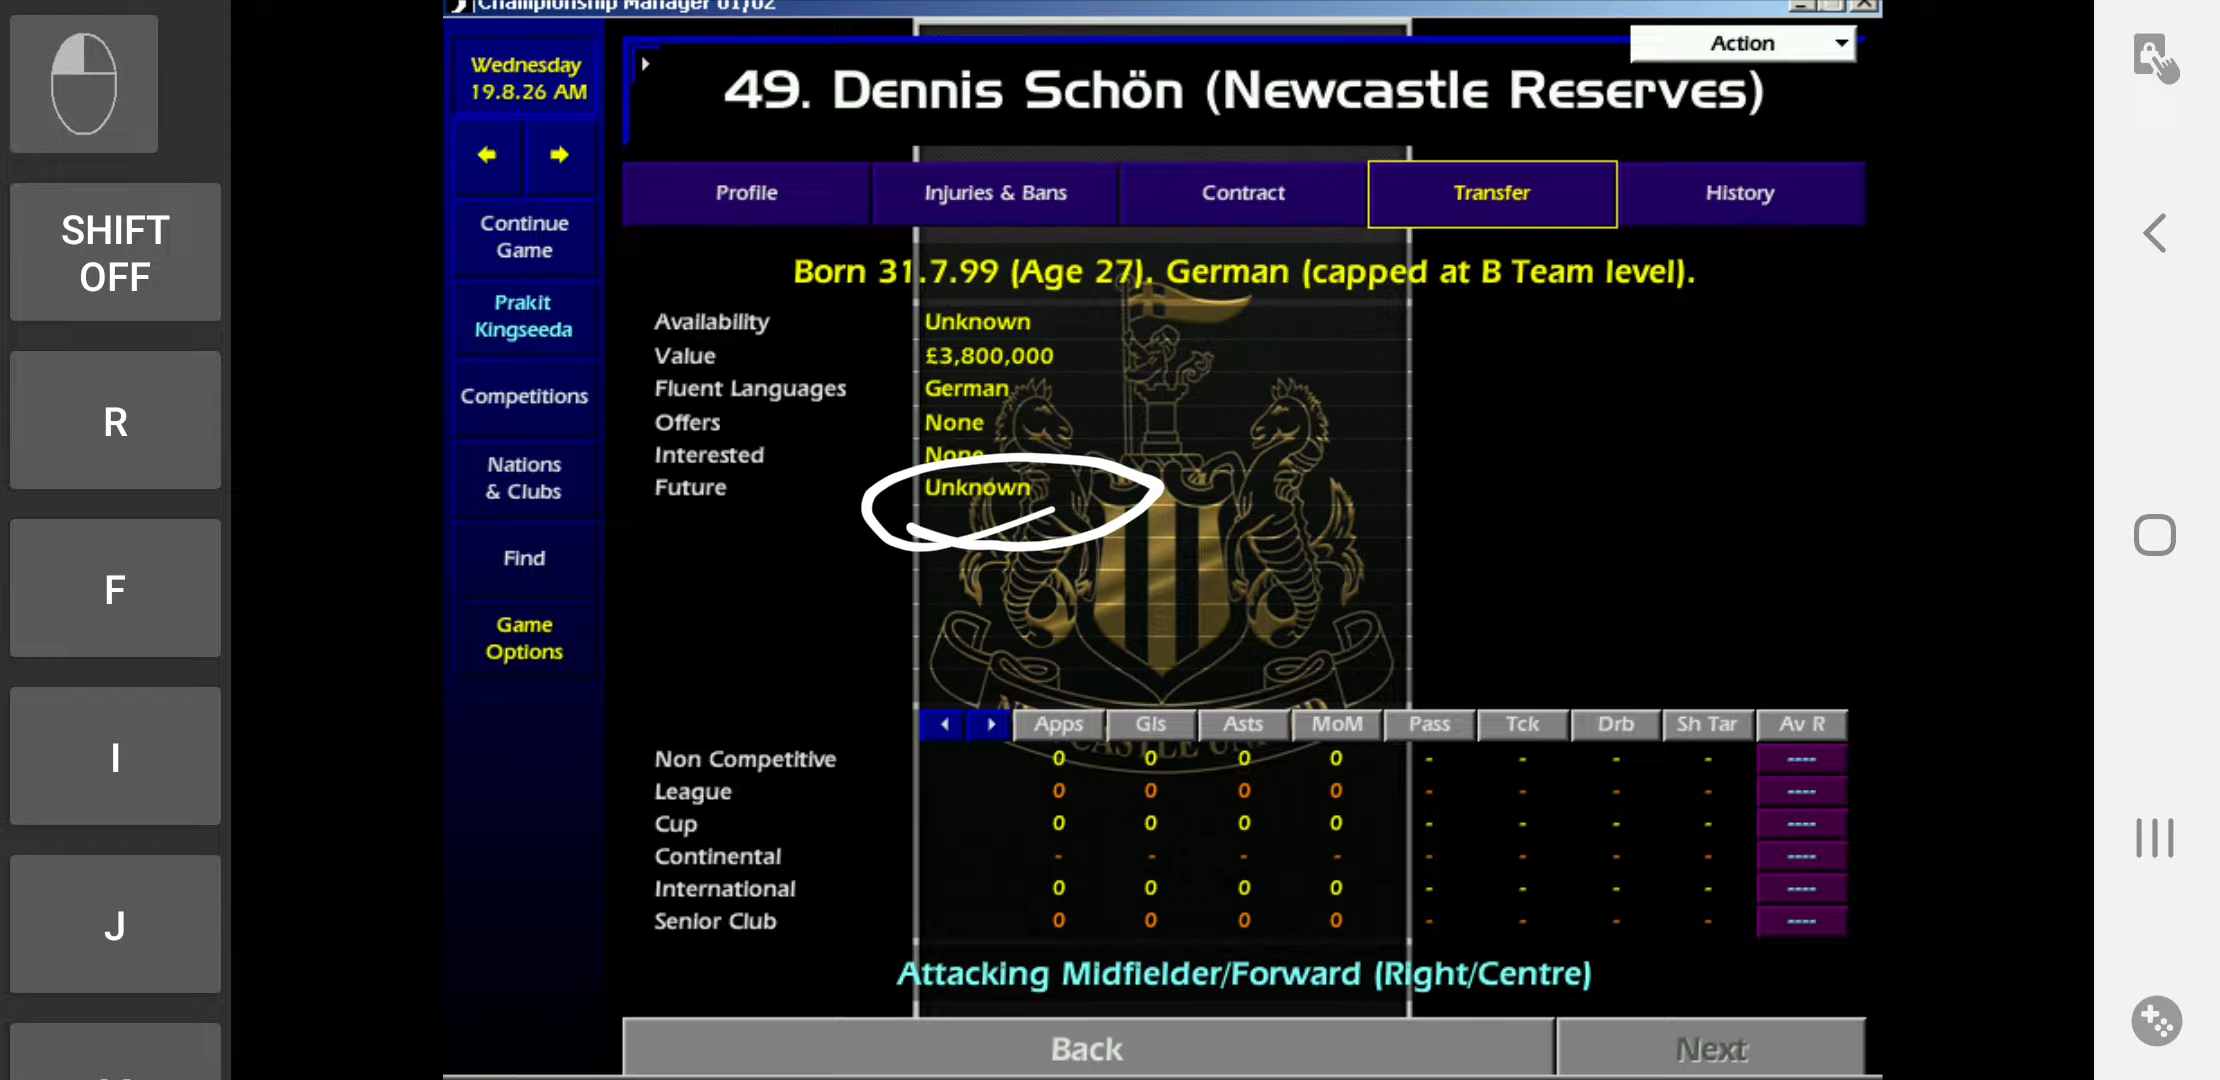 Championship Manager 01/02
Action
Wednesday
19.8.26 AM
49. Dennis Schön (Newcastle Reserves)
SHIFT
OFF
R
F
I
J
Continue
Game
Prakit
Kingseeda
Competitions
Nations
& Clubs
Find
Game
Options
Profile
Injuries & Bans
Contract
Transfer
History
Born 31.7.99 (Age 27). German (capped at B Team level).
Availability Unknown
Value £3,800,000
Fluent Languages German
Offers None
Interested None
Future Unknown
Apps Gls Asts MoM Pass Tck Drb Sh Tar Av R
Non Competitive 0 0 0 0 - - - - ----
League 0 0 0 0 - - - - ----
Cup 0 0 0 0 - - - - ----
Continental - - - - - - - - ----
International 0 0 0 0 - - - - ----
Senior Club 0 0 0 0 - - - - ----
Attacking Midfielder/Forward (Right/Centre)
Back
Next